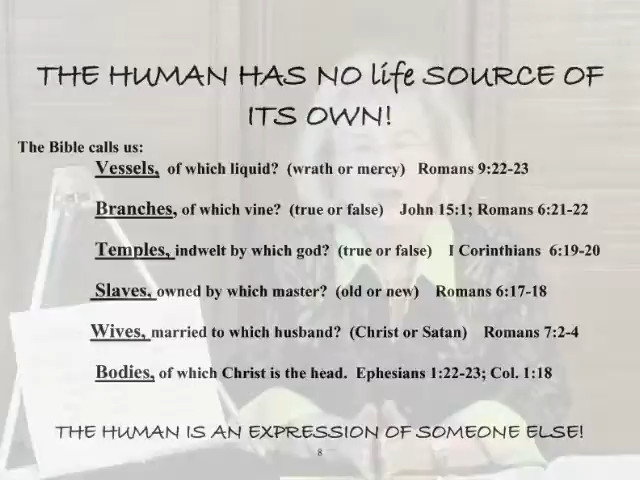 THE HUMAN HAS NO life SOURCE OF
ITS OWN!
The Bible calls us:
Vessels, of which liquid? (wrath or mercy) Romans 9:22-23
Branches, of which vine? (true or false) John 15:1; Romans 6:21-22
Temples, indwelt by which god? (true or false) I Corinthians 6:19-20
Slaves, owned by which master? (old or new) Romans 6:17-18
Wives, married to which husband? (Christ or Satan) Romans 7:2-4
Bodies, of which Christ is the head. Ephesians 1:22-23; Col. 1:18
THE HUMAN IS AN EXPRESSION OF SOMEONE ELSE!
8